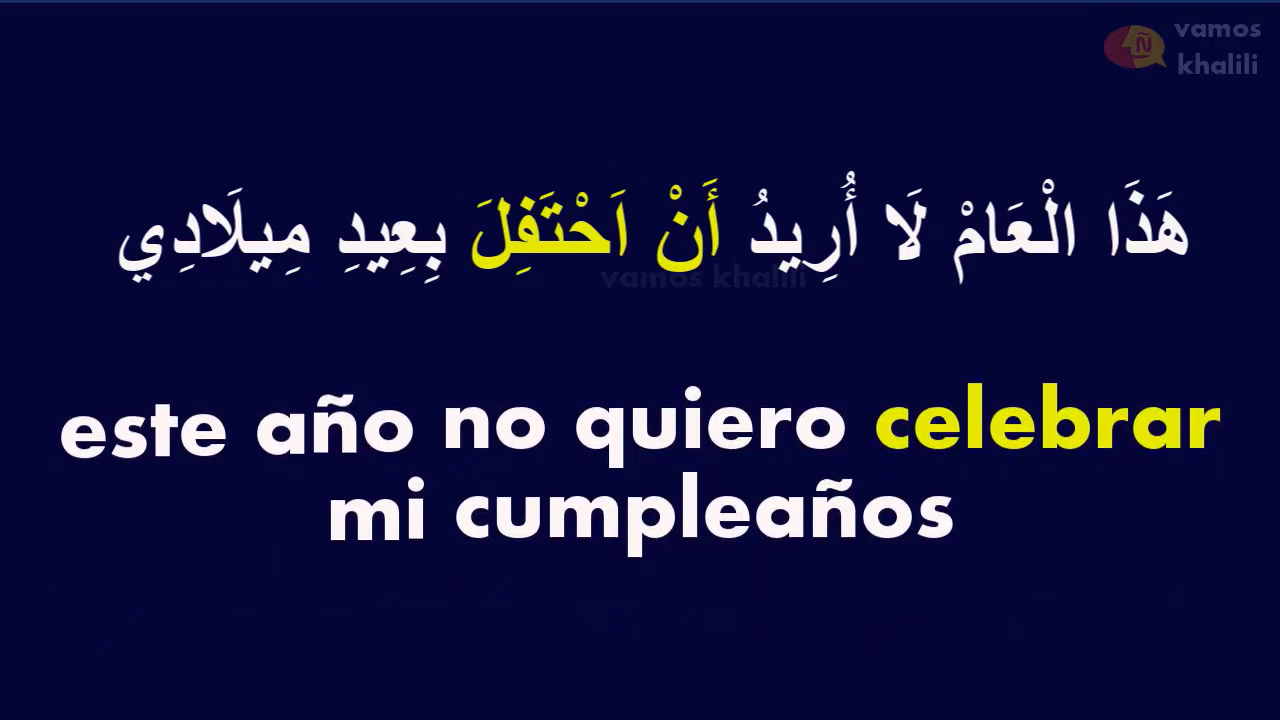 vamos
khalili
هَذَا الْعَامْ لَا أُرِيدُ أَنْ اَحْتَفِلَ بِعِيدِ مِيلَادِي
vamos khalili
este año no quiero celebrar
mi cumpleaños